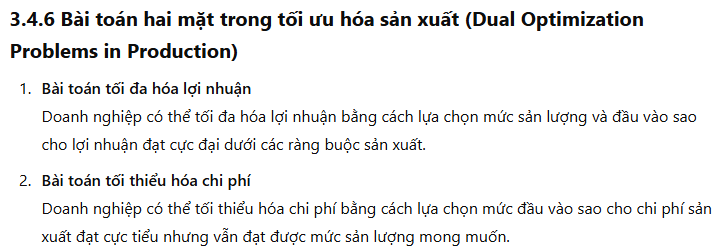 3.4.6 Bài toán hai mặt trong tối ưu hóa sản xuất (Dual Optimization
Problems in Production)
1. Bài toán tối đa hóa lợi nhuận
Doanh nghiệp có thể tối đa hóa lợi nhuận bằng cách lựa chọn mức sản lượng và đầu vào sao
cho lợi nhuận đạt cực đại dưới các ràng buộc sản xuất.
2. Bài toán tối thiểu hóa chi phí
Doanh nghiệp có thể tối thiểu hóa chi phí bằng cách lựa chọn mức đầu vào sao cho chi phí sản
xuất đạt cực tiểu nhưng vẫn đạt được mức sản lượng mong muốn.